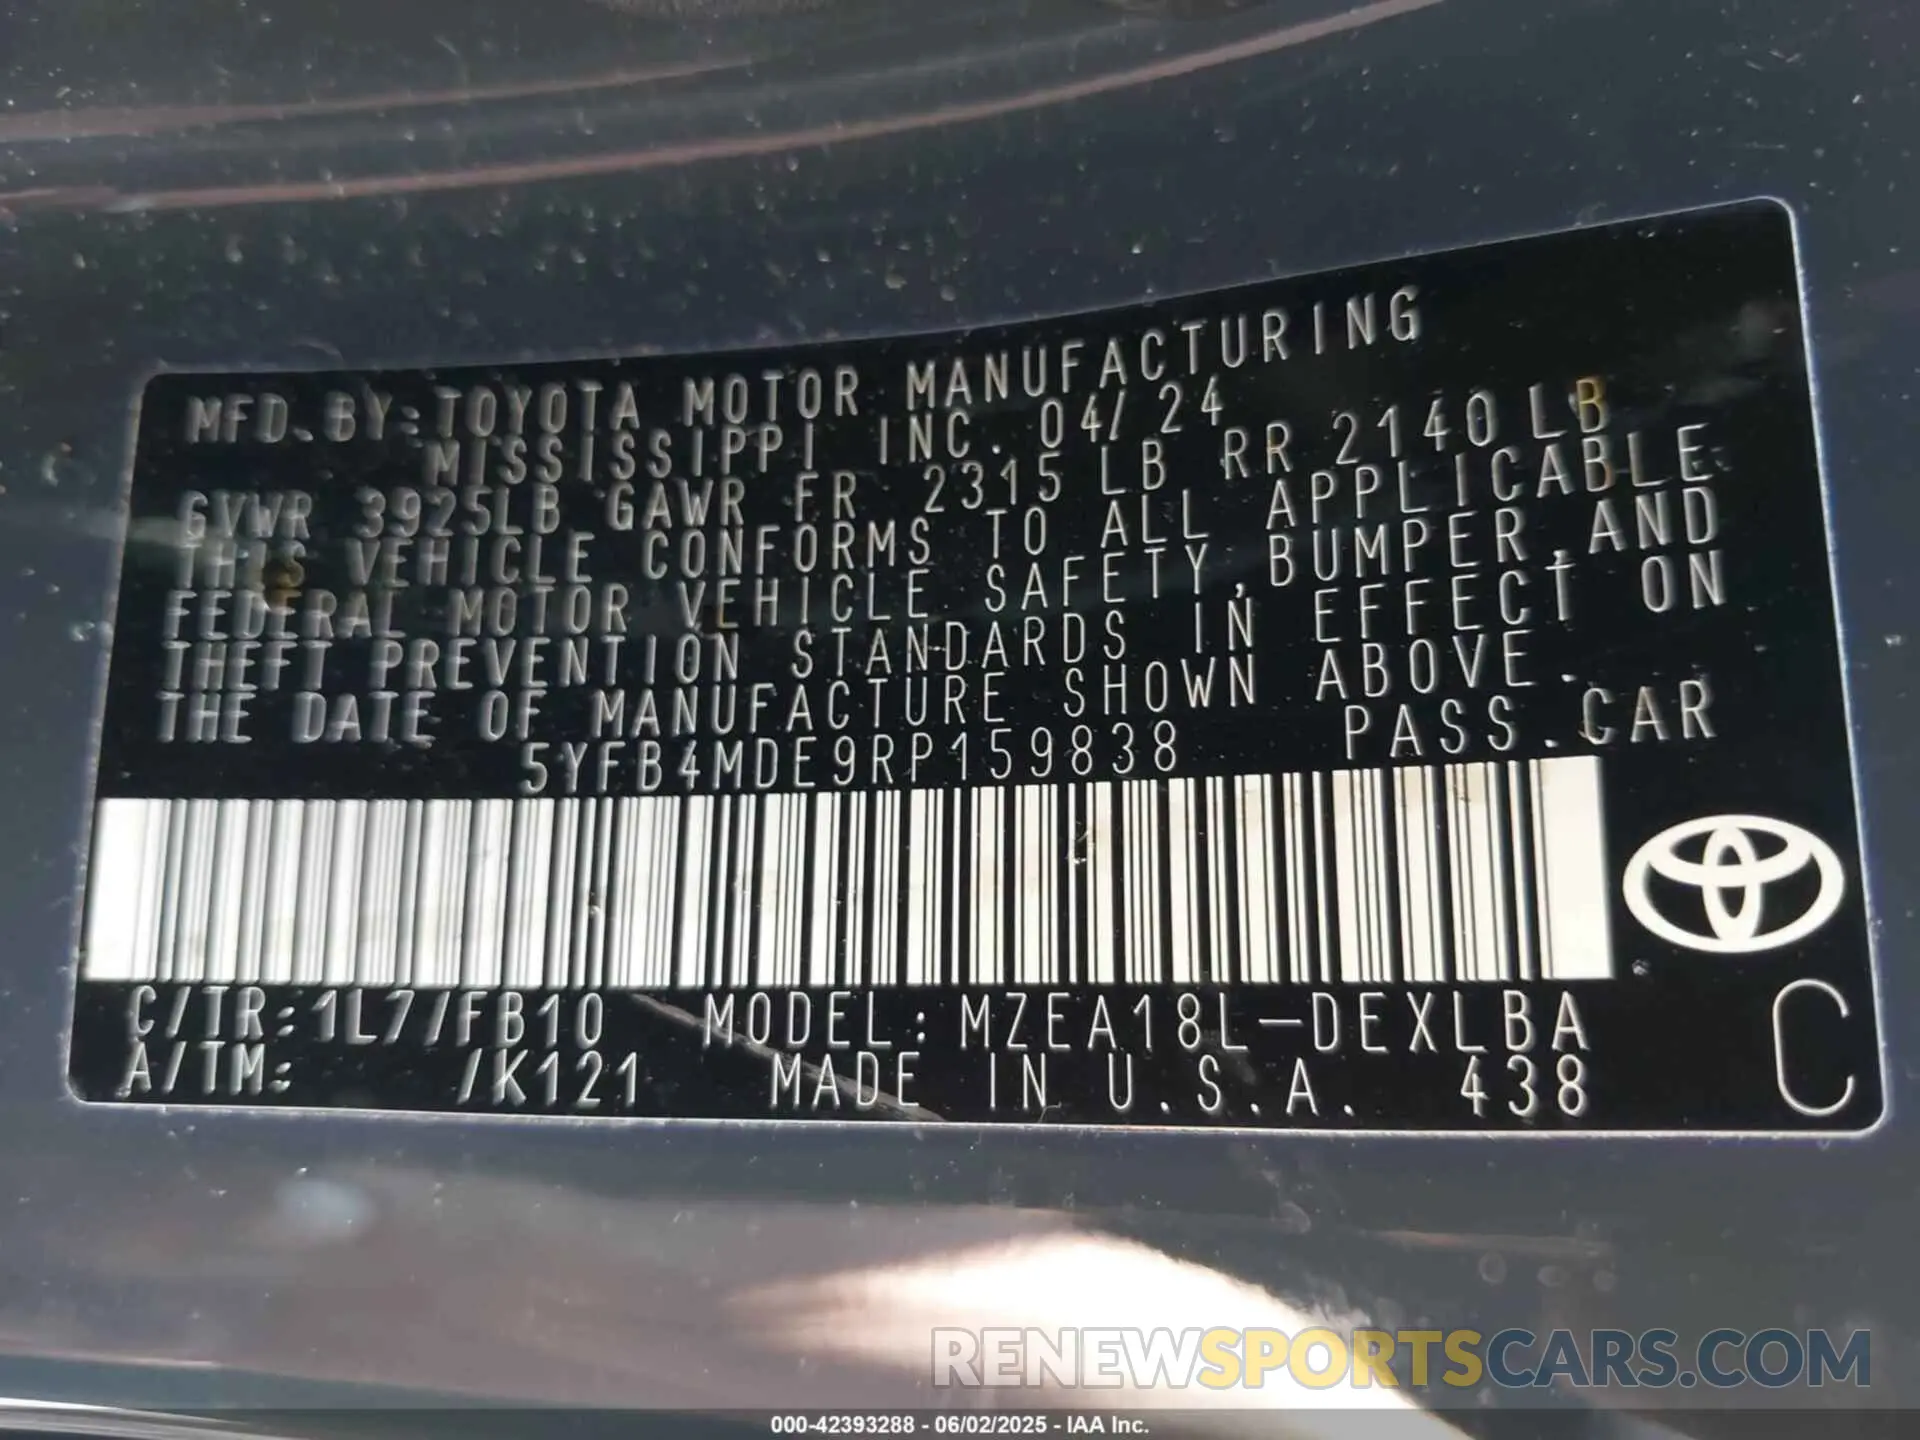 MFD. BY: TOYOTA MOTOR MANUFACTURING
MISSISSIPPI INC. 04/24
GVWR 3925LB GAWR FR 2315 LB RR 2140LB
THIS VEHICLE CONFORMS TO ALL APPLICABLE
FEDERAL MOTOR VEHICLE SAFETY, BUMPER, AND
THEFT PREVENTION STANDARDS IN EFFECT ON
THE DATE OF MANUFACTURE SHOWN ABOVE.
5YFB4MDE9RP159838 PASS. CAR
C/TR: 1L7/FB10 MODEL: MZEA18L-DEXLBA
A/TM: /K121 MADE IN U.S.A. 438
C
RENEWSPORTSCARS.COM
000-42393288 - 06/02/2025 - IAA Inc.